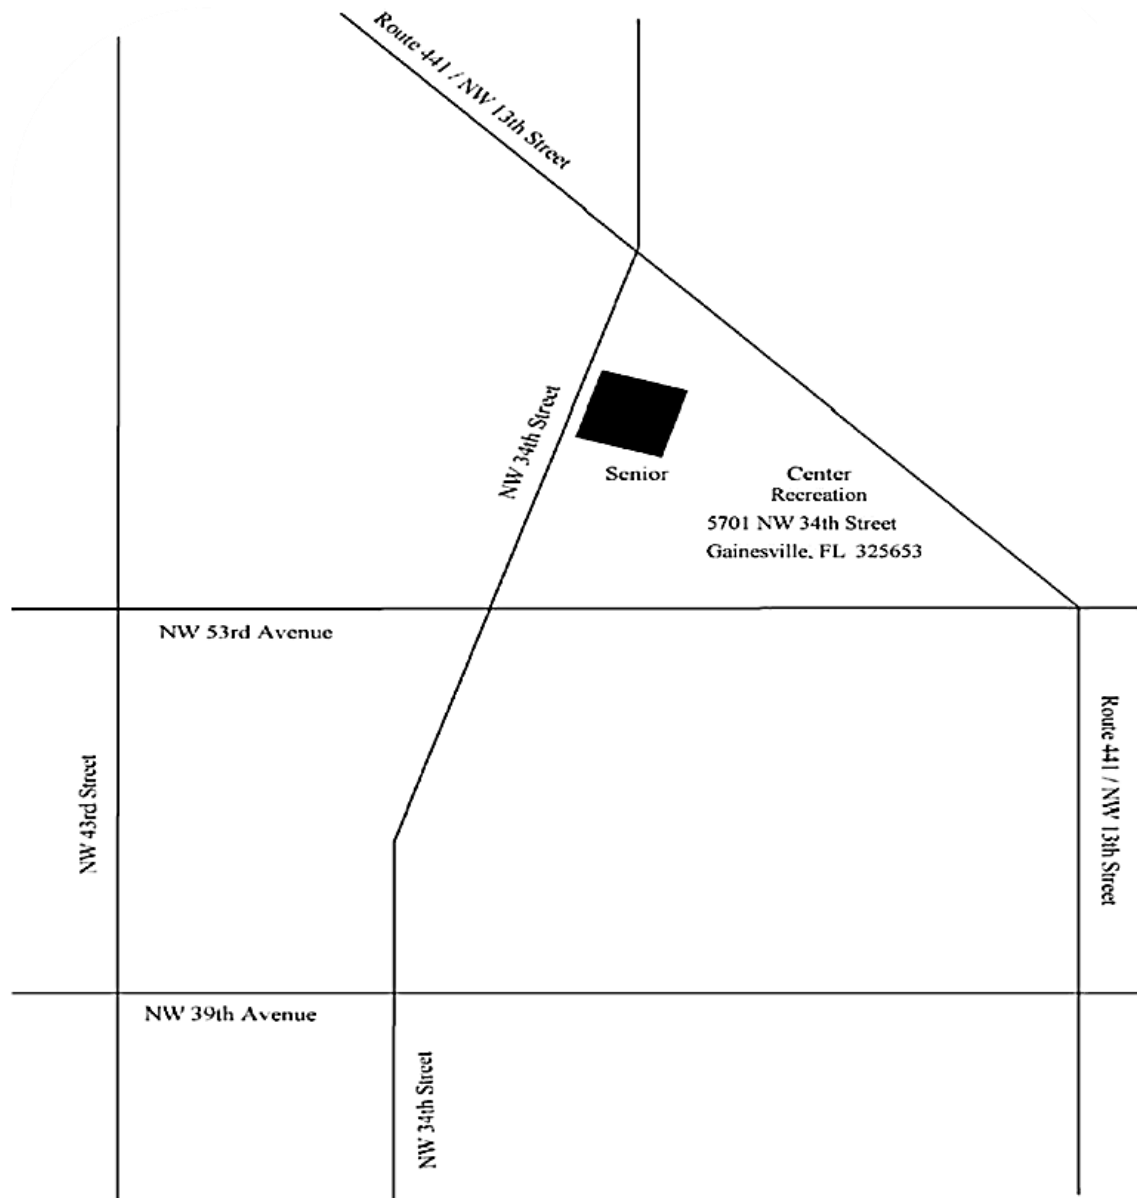 Route 441 / NW 13th Street
NW 34th Street
Senior Center
Recreation
5701 NW 34th Street
Gainesville, FL 325653
NW 53rd Avenue
NW 43rd Street
Route 441 / NW 13th Street
NW 39th Avenue
NW 34th Street